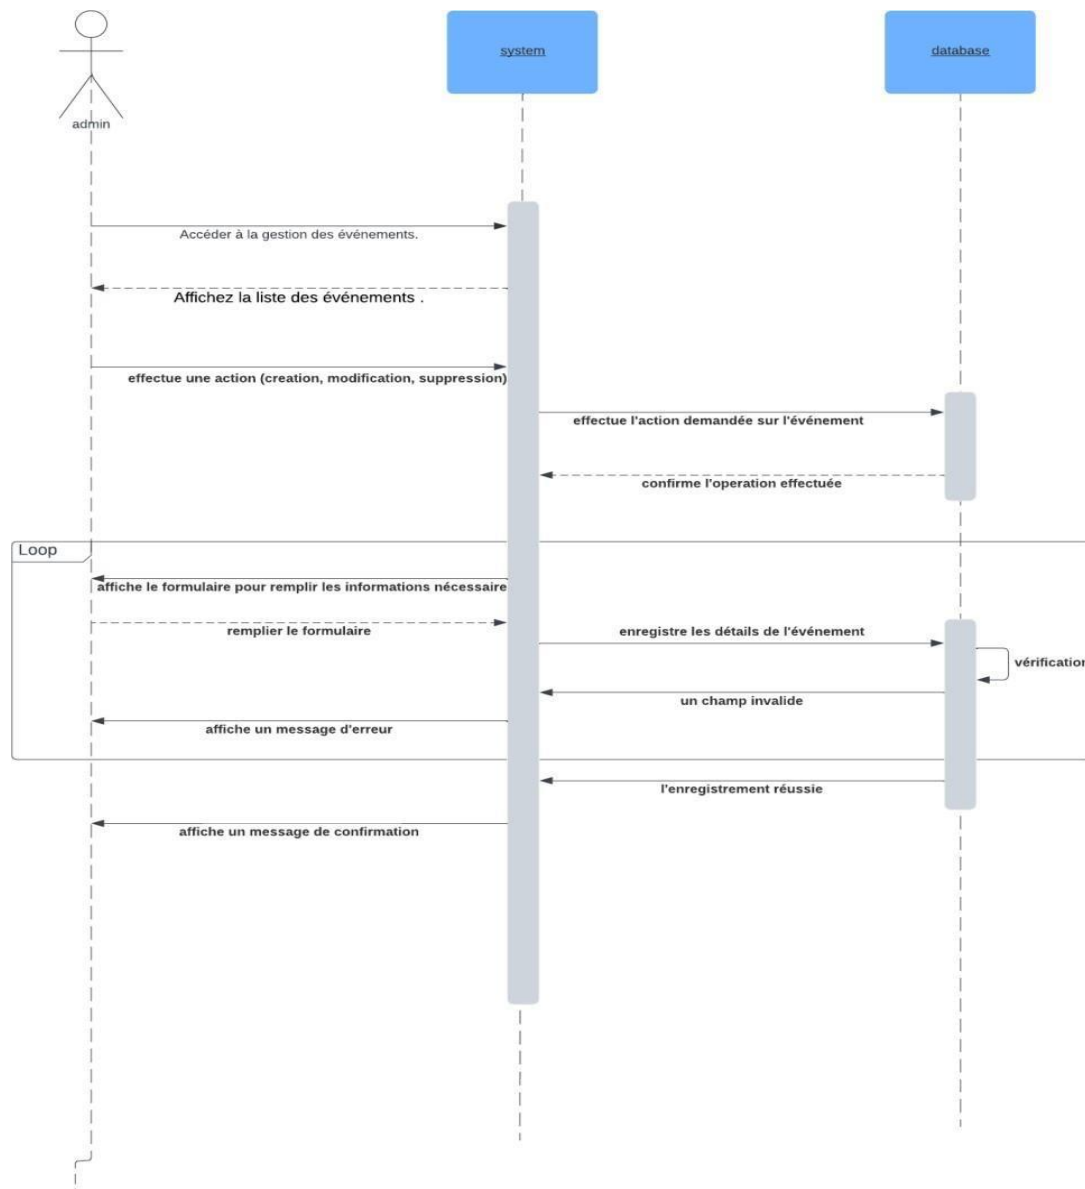 system
database
admin
Accéder à la gestion des événements.
Affichez la liste des événements .
effectue une action (creation, modification, suppression)
effectue l'action demandée sur l'événement
confirme l'operation effectuée
Loop
affiche le formulaire pour remplir les informations nécessaire
remplier le formulaire
enregistre les détails de l'événement
vérification
un champ invalide
affiche un message d'erreur
l'enregistrement réussie
affiche un message de confirmation